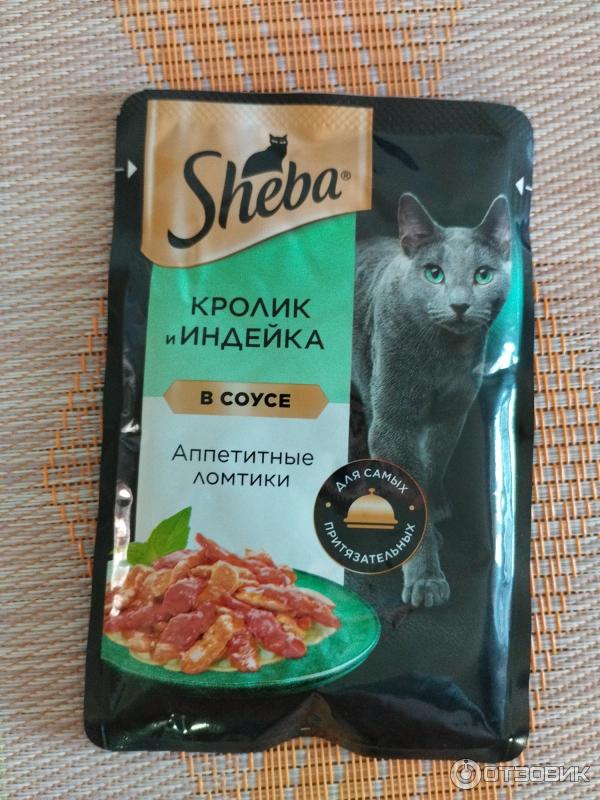 Sheba®
КРОЛИК
и ИНДЕЙКА
В СОУСЕ
Аппетитные
ломтики
ДЛЯ САМЫХ
ПРИТЯЗАТЕЛЬНЫХ
ОТЗОВИК